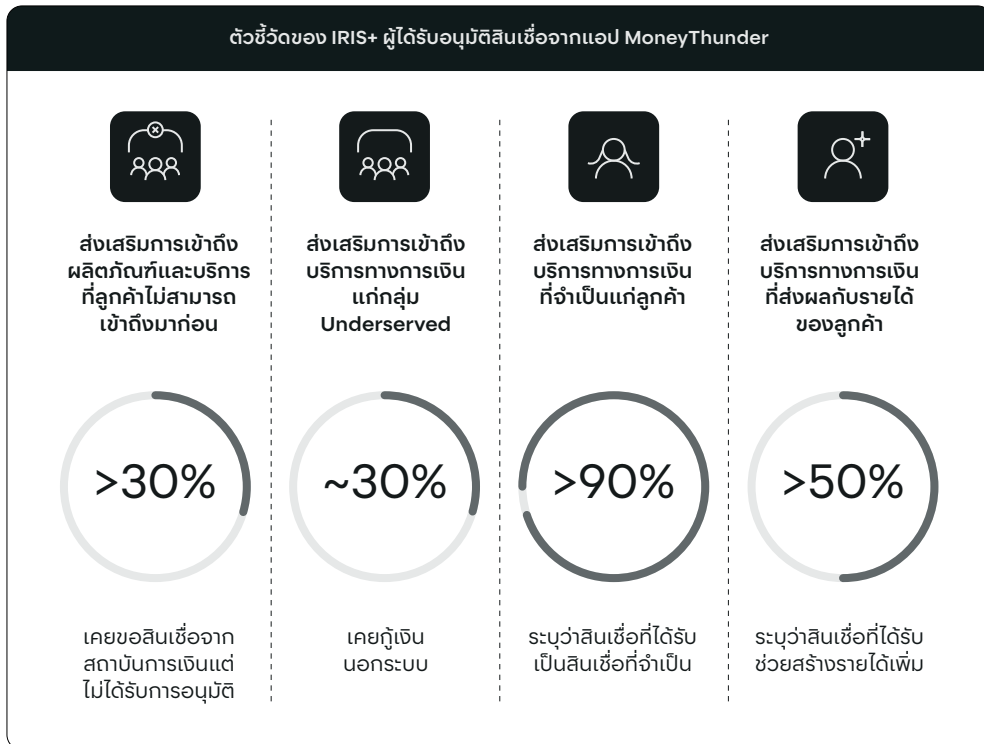 ตัวชี้วัดของ IRIS+ ผู้ได้รับอนุมัติสินเชื่อจากแอป MoneyThunder
ส่งเสริมการเข้าถึง
ผลิตภัณฑ์และบริการ
ที่ลูกค้าไม่สามารถ
เข้าถึงมาก่อน
>30%
เคยขอสินเชื่อจาก
สถาบันการเงินแต่
ไม่ได้รับการอนุมัติ
ส่งเสริมการเข้าถึง
บริการทางการเงิน
แก่กลุ่ม
Underserved
~30%
เคยกู้เงิน
นอกระบบ
ส่งเสริมการเข้าถึง
บริการทางการเงิน
ที่จำเป็นแก่ลูกค้า
>90%
ระบุว่าสินเชื่อที่ได้รับ
เป็นสินเชื่อที่จำเป็น
ส่งเสริมการเข้าถึง
บริการทางการเงิน
ที่ส่งผลกับรายได้
ของลูกค้า
>50%
ระบุว่าสินเชื่อที่ได้รับ
ช่วยสร้างรายได้เพิ่ม